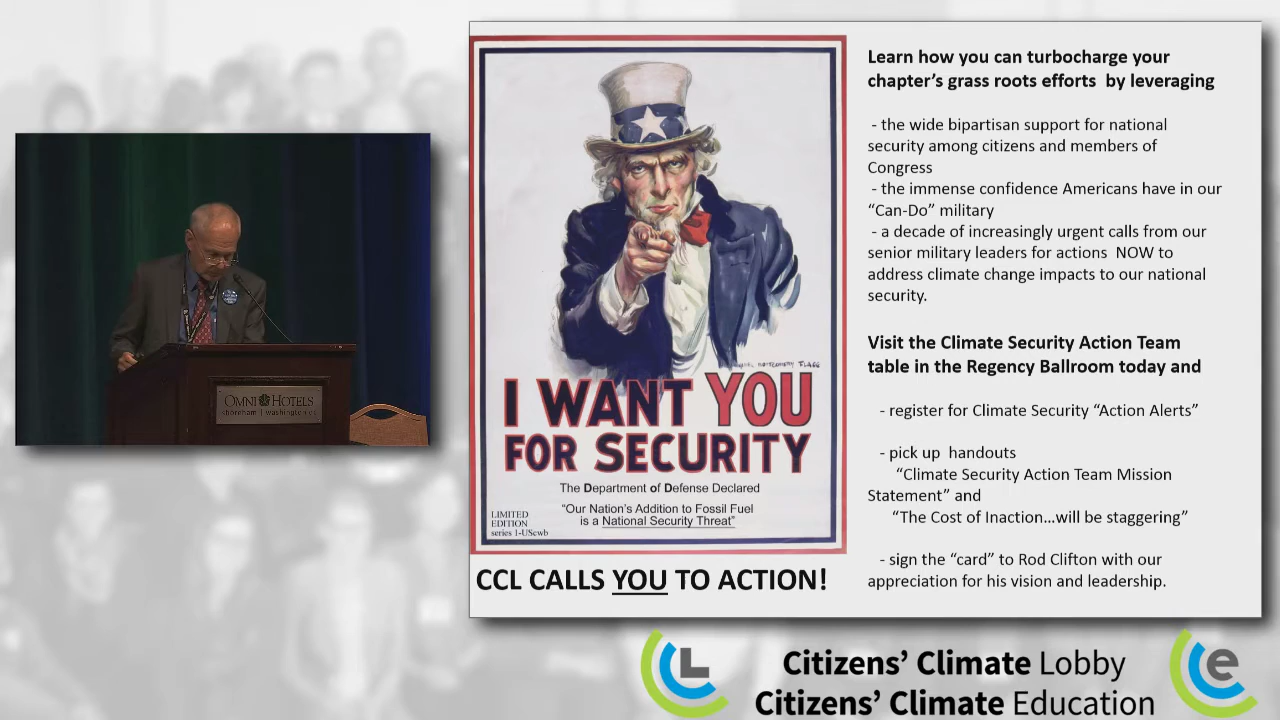 Learn how you can turbocharge your
chapter’s grass roots efforts  by leveraging
- the wide bipartisan support for national
security among citizens and members of
Congress
- the immense confidence Americans have in our
“Can-Do” military
- a decade of increasingly urgent calls from our
senior military leaders for actions  NOW to
address climate change impacts to our national
security.
Visit the Climate Security Action Team
table in the Regency Ballroom today and
- register for Climate Security “Action Alerts”
- pick up  handouts
“Climate Security Action Team Mission
Statement” and
“The Cost of Inaction…will be staggering”
- sign the “card” to Rod Clifton with our
appreciation for his vision and leadership.
I WANT YOU
FOR SECURITY
The Department of Defense Declared
“Our Nation’s Addition to Fossil Fuel
is a National Security Threat”
LIMITED
EDITION
series 1-UScwb
CCL CALLS YOU TO ACTION!
OMNI HOTELS
shoreham | washington dc
L
Citizens’ Climate Lobby
Citizens’ Climate Education
e